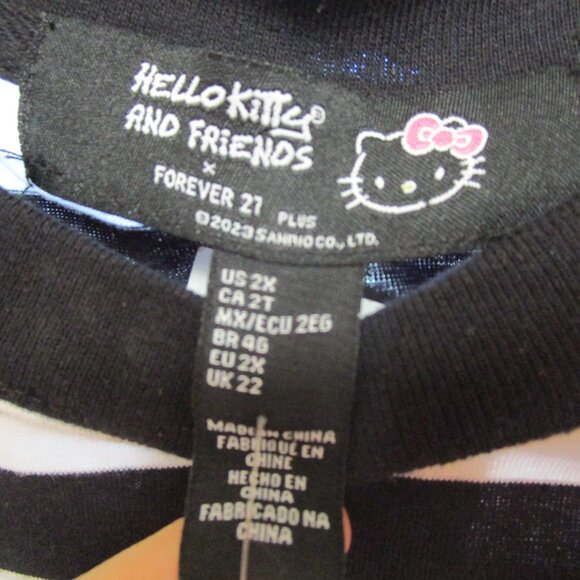 HELLO KITTY®
AND FRIENDS
x
FOREVER 21 PLUS
©2023 SANRIO CO., LTD.
US 2X
CA 2T
MX/ECU 2EG
BR 46
EU 2X
UK 22
MADE IN CHINA
FABRIQUÉ EN
CHINE
HECHO EN
CHINA
FABRICADO NA
CHINA